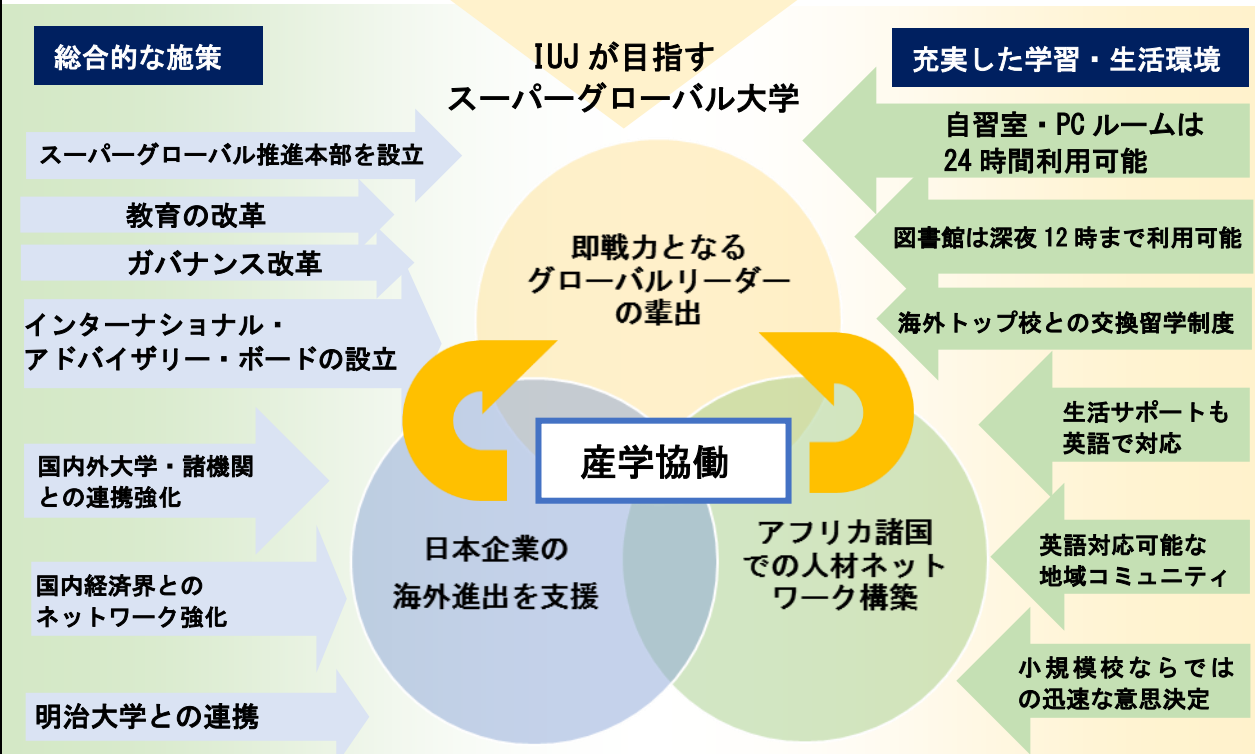 総合的な施策
スーパーグローバル推進本部を設立
教育の改革
ガバナンス改革
インターナショナル・
アドバイザリー・ボードの設立
国内外大学・諸機関
との連携強化
国内経済界との
ネットワーク強化
明治大学との連携
IUJ が目指す
スーパーグローバル大学
即戦力となる
グローバルリーダー
の輩出
産学協働
日本企業の
海外進出を支援
アフリカ諸国
での人材ネット
ワーク構築
充実した学習・生活環境
自習室・PC ルームは
24 時間利用可能
図書館は深夜 12 時まで利用可能
海外トップ校との交換留学制度
生活サポートも
英語で対応
英語対応可能な
地域コミュニティ
小規模校ならでは
の迅速な意思決定